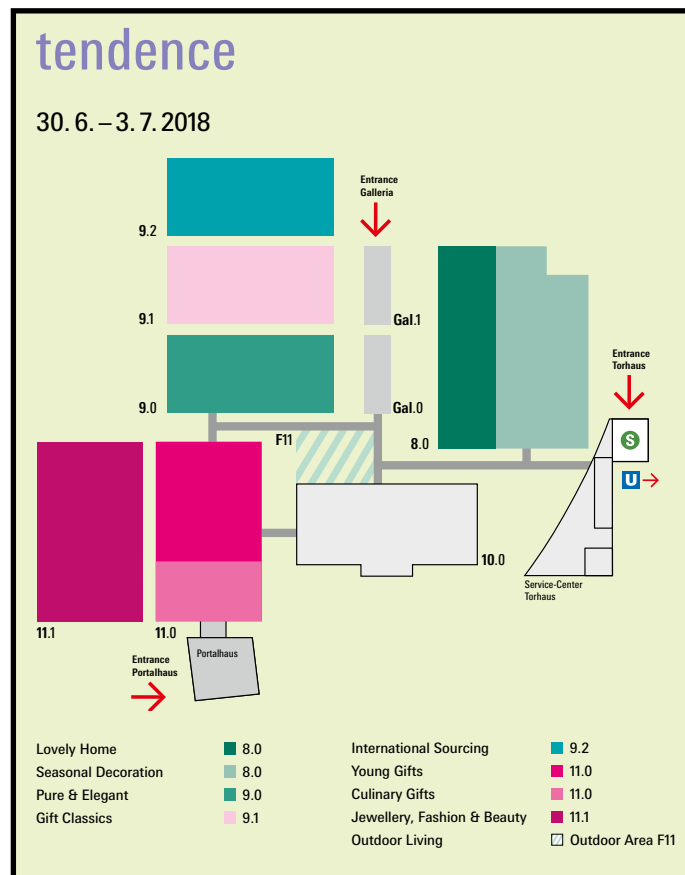 tendence
30. 6. – 3. 7. 2018
Entrance
Galleria
9.2
9.1
Gal.1
Entrance
Torhaus
9.0
Gal.0
F11
8.0
S
U
10.0
Service-Center
Torhaus
11.1
11.0
Portalhaus
Entrance
Portalhaus
Lovely Home 8.0
Seasonal Decoration 8.0
Pure & Elegant 9.0
Gift Classics 9.1
International Sourcing 9.2
Young Gifts 11.0
Culinary Gifts 11.0
Jewellery, Fashion & Beauty 11.1
Outdoor Living Outdoor Area F11